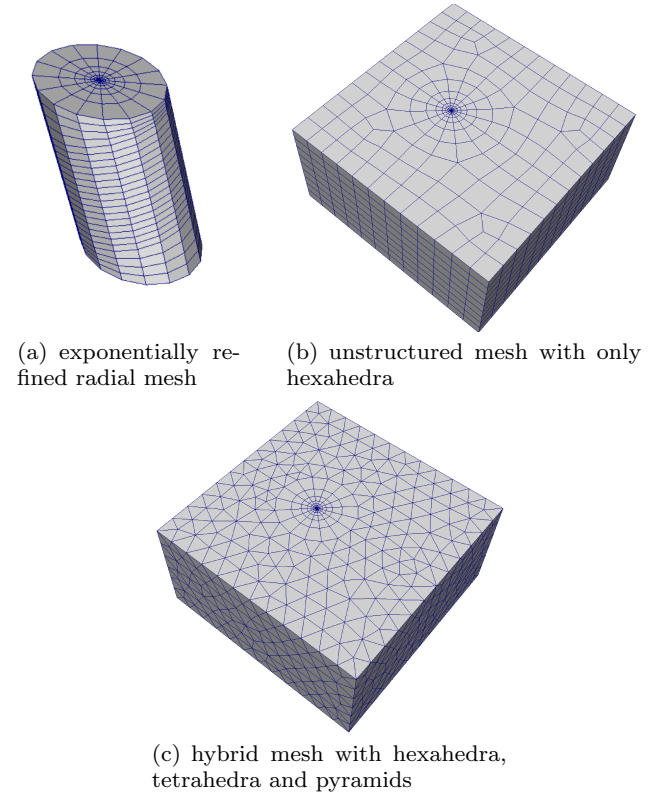 (a) exponentially re-
fined radial mesh
(b) unstructured mesh with only
hexahedra
(c) hybrid mesh with hexahedra,
tetrahedra and pyramids